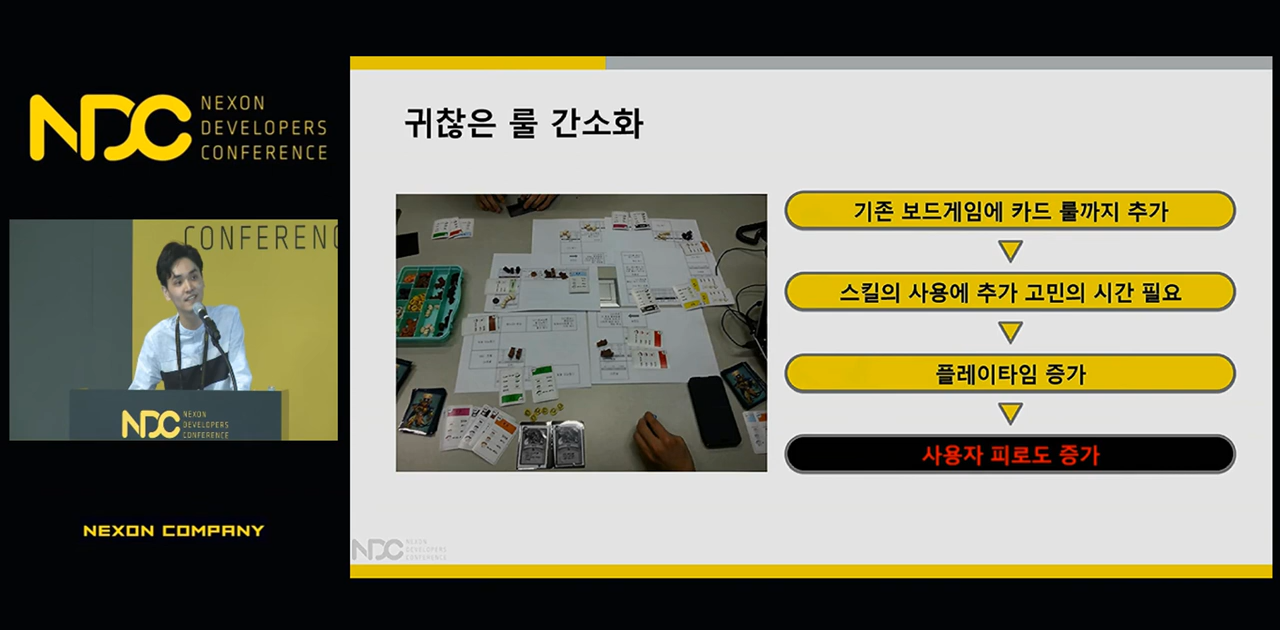 NDC NEXON
DEVELOPERS
CONFERENCE
CONFEREN
NDC NEXON
DEVELOPERS
CONFERENCE
NEXON COMPANY
귀찮은 룰 간소화
기존 보드게임에 카드 룰까지 추가
스킬의 사용에 추가 고민의 시간 필요
플레이타임 증가
사용자 피로도 증가
NDC NEXON
DEVELOPERS
CONFERENCE